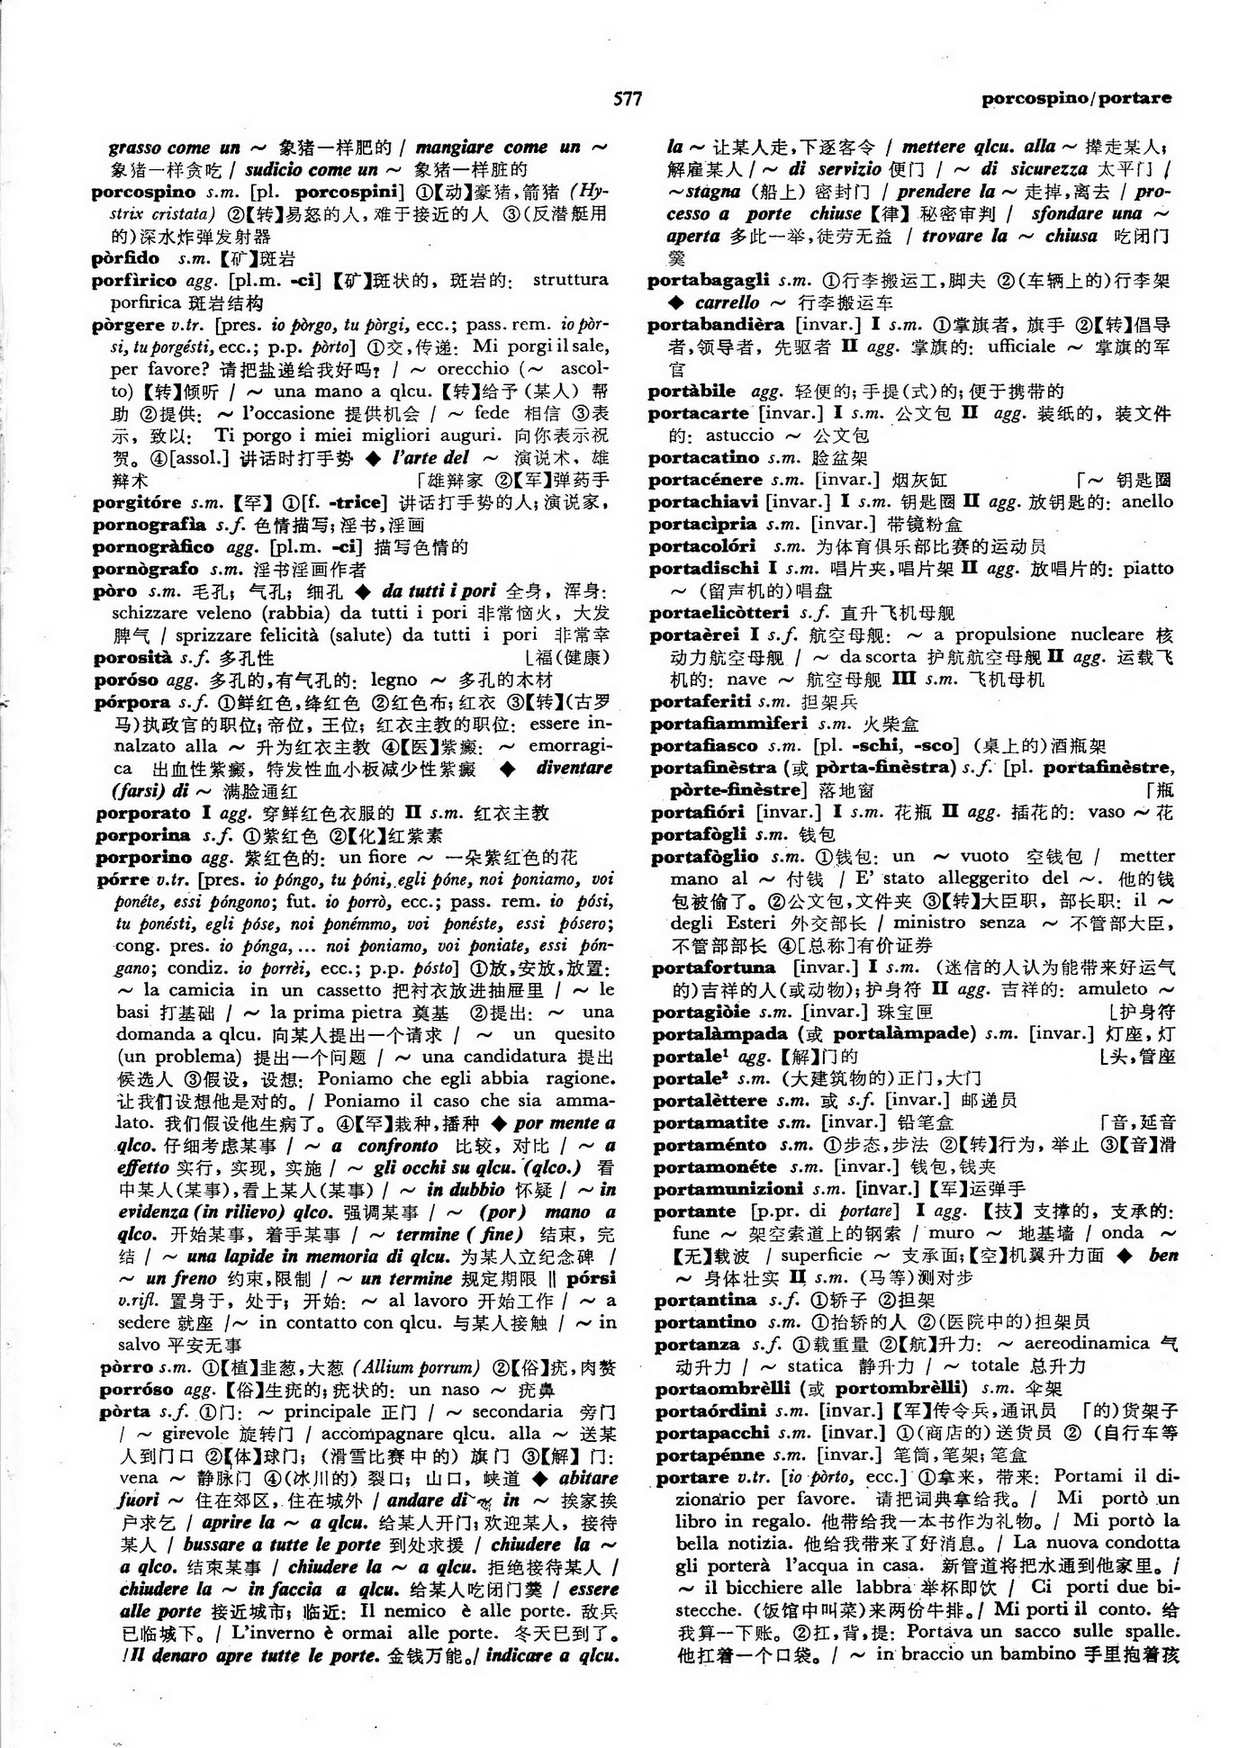 577
porcospino/portare
grasso come un ～ 象猪一样肥的 / mangiare come un ～
象猪一样贪吃 / sudicio come un ～ 象猪一样脏的
porcospino s.m. [pl. porcospini] ①【动】豪猪,箭猪 (Hy-
strix cristata) ②【转】易怒的人,难于接近的人 ③(反潜艇用
的)深水炸弹发射器
pòrfido s.m. 【矿】斑岩
porfìrico agg. [pl.m. -ci] 【矿】斑状的, 斑岩的: struttura
porfirica 斑岩结构
pòrgere v.tr. [pres. io pòrgo, tu pòrgi, ecc.; pass. rem. io pòr-
si, tu porgésti, ecc.; p.p. pòrto] ①交,传递: Mi porgi il sale,
per favore? 请把盐递给我好吗? / ～ orecchio (～ ascol-
to) 【转】倾听 / ～ una mano a qlcu. 【转】给予 (某人) 帮
助 ②提供: ～ l'occasione 提供机会 / ～ fede 相信 ③表
示, 致以: Ti porgo i miei migliori auguri. 向你表示祝
贺。④[assol.] 讲话时打手势 ◆ l'arte del ～ 演说术, 雄
辩术 「雄辩家 ②【军】弹药手
porgitóre s.m. 【罕】 ①[f. -trice] 讲话打手势的人; 演说家,
pornografìa s.f. 色情描写; 淫书,淫画
pornogràfico agg. [pl.m. -ci] 描写色情的
pornògrafo s.m. 淫书淫画作者
pòro s.m. 毛孔; 气孔; 细孔 ◆ da tutti i pori 全身, 浑身:
schizzare veleno (rabbia) da tutti i pori 非常恼火, 大发
脾气 / sprizzare felicità (salute) da tutti i pori 非常幸
porosità s.f. 多孔性 ⌊福(健康)
poróso agg. 多孔的,有气孔的: legno ～ 多孔的木材
pórpora s.f. ①鲜红色,绛红色 ②红色布; 红衣 ③【转】(古罗
马)执政官的职位; 帝位, 王位; 红衣主教的职位: essere in-
nalzato alla ～ 升为红衣主教 ④【医】紫癜: ～ emorragi-
ca 出血性紫癜, 特发性血小板减少性紫癜 ◆ diventare
(farsi) di ～ 满脸通红
porporato I agg. 穿鲜红色衣服的 II s.m. 红衣主教
porporina s.f. ①紫红色 ②【化】红紫素
porporino agg. 紫红色的: un fiore ～ 一朵紫红色的花
pórre v.tr. [pres. io póngo, tu póni, egli póne, noi poniamo, voi
ponéte, essi póngono; fut. io porrò, ecc.; pass. rem. io pósi,
tu ponésti, egli póse, noi ponémmo, voi ponéste, essi pósero;
cong. pres. io pónga, ... noi poniamo, voi poniate, essi pón-
gano; condiz. io porrèi, ecc.; p.p. pósto] ①放,安放,放置:
～ la camicia in un cassetto 把衬衣放进抽屉里 / ～ le
basi 打基础 / ～ la prima pietra 奠基 ②提出: ～ una
domanda a qlcu. 向某人提出一个请求 / ～ un quesito
(un problema) 提出一个问题 / ～ una candidatura 提出
候选人 ③假设, 设想: Poniamo che egli abbia ragione.
让我们设想他是对的。/ Poniamo il caso che sia amma-
lato. 我们假设他生病了。④【罕】栽种,播种 ◆ por mente a
qlco. 仔细考虑某事 / ～ a confronto 比较, 对比 / ～ a
effetto 实行, 实现, 实施 / ～ gli occhi su qlcu. (qlco.) 看
中某人(某事),看上某人(某事) / ～ in dubbio 怀疑 / ～ in
evidenza (in rilievo) qlco. 强调某事 / ～ (por) mano a
qlco. 开始某事, 着手某事 / ～ termine ( fine) 结束, 完
结 / ～ una lapide in memoria di qlcu. 为某人立纪念碑 /
～ un freno 约束,限制 / ～ un termine 规定期限 ‖ pórsi
v.rifl. 置身于, 处于; 开始: ～ al lavoro 开始工作 / ～ a
sedere 就座 /～ in contatto con qlcu. 与某人接触 / ～ in
salvo 平安无事
pòrro s.m. ①【植】韭葱,大葱 (Allium porrum) ②【俗】疣,肉赘
porróso agg. 【俗】生疣的; 疣状的: un naso ～ 疣鼻
pòrta s.f. ①门: ～ principale 正门 / ～ secondaria 旁门
/ ～ girevole 旋转门 / accompagnare qlcu. alla ～ 送某
人到门口 ②【体】球门; (滑雪比赛中的) 旗门 ③【解】门:
vena ～ 静脉门 ④(冰川的) 裂口; 山口, 峡道 ◆ abitare
fuori ～ 住在郊区, 住在城外 / andare di ～ in ～ 挨家挨
户求乞 / aprire la ～ a qlcu. 给某人开门; 欢迎某人, 接待
某人 / bussare a tutte le porte 到处求援 / chiudere la ～
a qlco. 结束某事 / chiudere la ～ a qlcu. 拒绝接待某人 /
chiudere la ～ in faccia a qlcu. 给某人吃闭门羹 / essere
alle porte 接近城市; 临近: Il nemico è alle porte. 敌兵
已临城下。/ L'inverno è ormai alle porte. 冬天已到了。
/Il denaro apre tutte le porte. 金钱万能。/ indicare a qlcu.
la ～ 让某人走,下逐客令 / mettere qlcu. alla ～ 撵走某人;
解雇某人 / ～ di servizio 便门 / ～ di sicurezza 太平门 /
～stagna (船上) 密封门 / prendere la ～ 走掉,离去 / pro-
cesso a porte chiuse 【律】秘密审判 / sfondare una ～
aperta 多此一举,徒劳无益 / trovare la ～ chiusa 吃闭门
羹
portabagagli s.m. ①行李搬运工,脚夫 ②(车辆上的)行李架
◆ carrello ～ 行李搬运车
portabandièra [invar.] I s.m. ①掌旗者, 旗手 ②【转】倡导
者,领导者, 先驱者 II agg. 掌旗的: ufficiale ～ 掌旗的军
官
portàbile agg. 轻便的; 手提(式)的; 便于携带的
portacarte [invar.] I s.m. 公文包 II agg. 装纸的, 装文件
的: astuccio ～ 公文包
portacatino s.m. 脸盆架
portacénere s.m. [invar.] 烟灰缸 「～ 钥匙圈
portachiavi [invar.] I s.m. 钥匙圈 II agg. 放钥匙的: anello
portacìpria s.m. [invar.] 带镜粉盒
portacolóri s.m. 为体育俱乐部比赛的运动员
portadischi I s.m. 唱片夹,唱片架 II agg. 放唱片的: piatto
～ (留声机的)唱盘
portaelicòtteri s.f. 直升飞机母舰
portaèrei I s.f. 航空母舰: ～ a propulsione nucleare 核
动力航空母舰 / ～ da scorta 护航航空母舰 II agg. 运载飞
机的: nave ～ 航空母舰 III s.m. 飞机母机
portaferiti s.m. 担架兵
portafiammìferi s.m. 火柴盒
portafiasco s.m. [pl. -schi, -sco] (桌上的)酒瓶架
portafinèstra (或 pòrta-finèstra) s.f. [pl. portafinèstre,
pòrte-finèstre] 落地窗 「瓶
portafióri [invar.] I s.m. 花瓶 II agg. 插花的: vaso ～ 花
portafògli s.m. 钱包
portafòglio s.m. ①钱包: un ～ vuoto 空钱包 / metter
mano al ～ 付钱 / E' stato alleggerito del ～. 他的钱
包被偷了。②公文包,文件夹 ③【转】大臣职, 部长职: il ～
degli Esteri 外交部长 / ministro senza ～ 不管部大臣,
不管部部长 ④[总称]有价证券
portafortuna [invar.] I s.m. (迷信的人认为能带来好运气
的)吉祥的人(或动物); 护身符 II agg. 吉祥的: amuleto ～
portagiòie s.m. [invar.] 珠宝匣 ⌊护身符
portalàmpada (或 portalàmpade) s.m. [invar.] 灯座, 灯
portale¹ agg. 【解】门的 ⌊头,管座
portale² s.m. (大建筑物的)正门,大门
portalèttere s.m. 或 s.f. [invar.] 邮递员
portamatite s.m. [invar.] 铅笔盒 「音,延音
portaménto s.m. ①步态,步法 ②【转】行为, 举止 ③【音】滑
portamonéte s.m. [invar.] 钱包,钱夹
portamunizioni s.m. [invar.] 【军】运弹手
portante [p.pr. di portare] I agg. 【技】支撑的, 支承的:
fune ～ 架空索道上的钢索 / muro ～ 地基墙 / onda ～
【无】载波 / superficie ～ 支承面; 【空】机翼升力面 ◆ ben
～ 身体壮实 II s.m. (马等)测对步
portantina s.f. ①轿子 ②担架
portantino s.m. ①抬轿的人 ②(医院中的)担架员
portanza s.f. ①载重量 ②【航】升力: ～ aereodinamica 气
动升力 / ～ statica 静升力 / ～ totale 总升力
portaombrèlli (或 portombrèlli) s.m. 伞架
portaórdini s.m. [invar.] 【军】传令兵,通讯员 「的)货架子
portapacchi s.m. [invar.] ①(商店的) 送货员 ② (自行车等
portapénne s.m. [invar.] 笔筒,笔架; 笔盒
portare v.tr. [io pòrto, ecc.] ①拿来, 带来: Portami il di-
zionario per favore. 请把词典拿给我。/ Mi portò un
libro in regalo. 他带给我一本书作为礼物。/ Mi portò la
bella notizia. 他给我带来了好消息。/ La nuova condotta
gli porterà l'acqua in casa. 新管道将把水通到他家里。/
～ il bicchiere alle labbra 举杯即饮 / Ci porti due bi-
stecche. (饭馆中叫菜)来两份牛排。/ Mi porti il conto. 给
我算一下账。②扛,背,提: Portava un sacco sulle spalle.
他扛着一个口袋。/ ～ in braccio un bambino 手里抱着孩